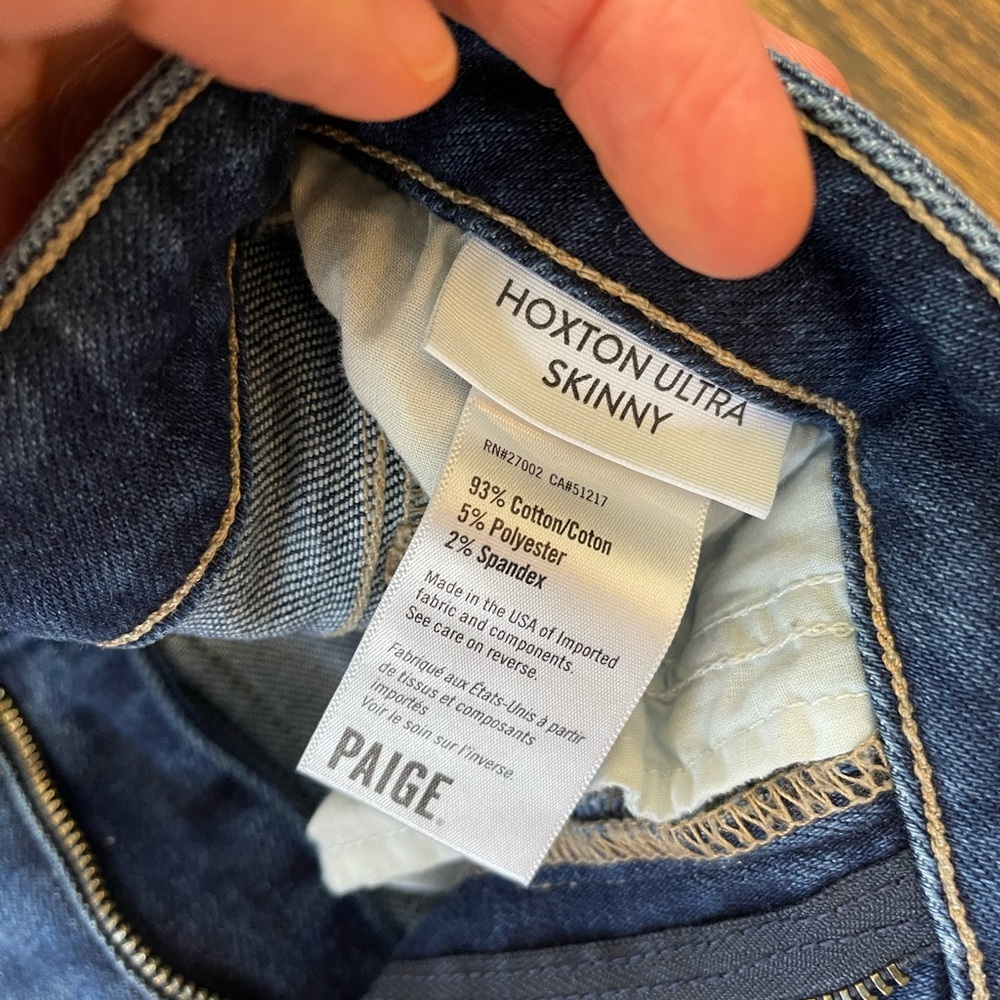 HOXTON ULTRA
SKINNY
RN#27002 CA#51217
93% Cotton/Coton
5% Polyester
2% Spandex
Made in the USA of Imported
fabric and components.
See care on reverse.
Fabriqué aux États-Unis à partir
de tissus et composants
importés
Voir le soin sur l'inverse.
PAIGE